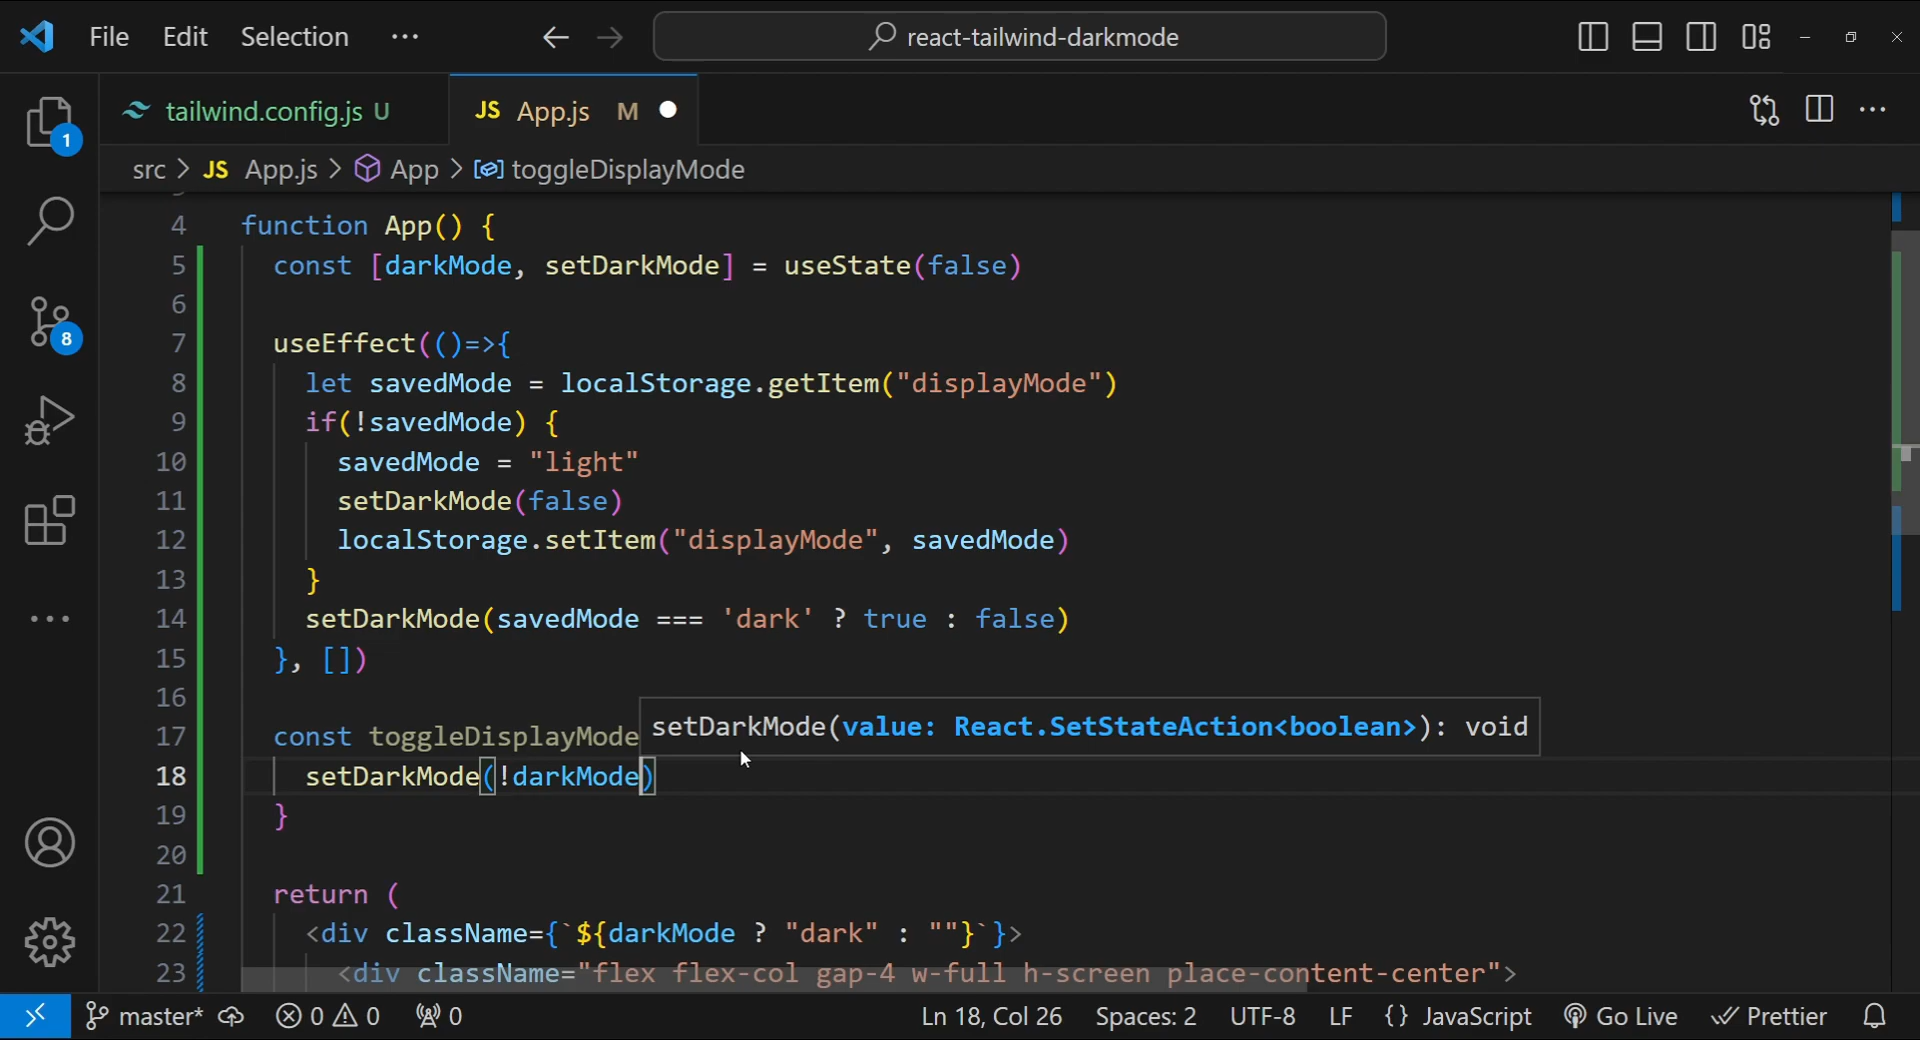 File Edit Selection ··· react-tailwind-darkmode
tailwind.config.js U JS App.js M
src > JS App.js > App > toggleDisplayMode
1
8
4 function App() {
5 const [darkMode, setDarkMode] = useState(false)
6
7 useEffect(()=>{
8 let savedMode = localStorage.getItem("displayMode")
9 if(!savedMode) {
10 savedMode = "light"
11 setDarkMode(false)
12 localStorage.setItem("displayMode", savedMode)
13 }
14 setDarkMode(savedMode === 'dark' ? true : false)
15 }, [])
16
setDarkMode(value: React.SetStateAction<boolean>): void
17 const toggleDisplayMode
18 setDarkMode(!darkMode)
19 }
20
21 return (
22 <div className={`${darkMode ? "dark" : ""}`}>
23 <div className="flex flex-col gap-4 w-full h-screen place-content-center">
master* 0 0 0 Ln 18, Col 26 Spaces: 2 UTF-8 LF {} JavaScript Go Live Prettier